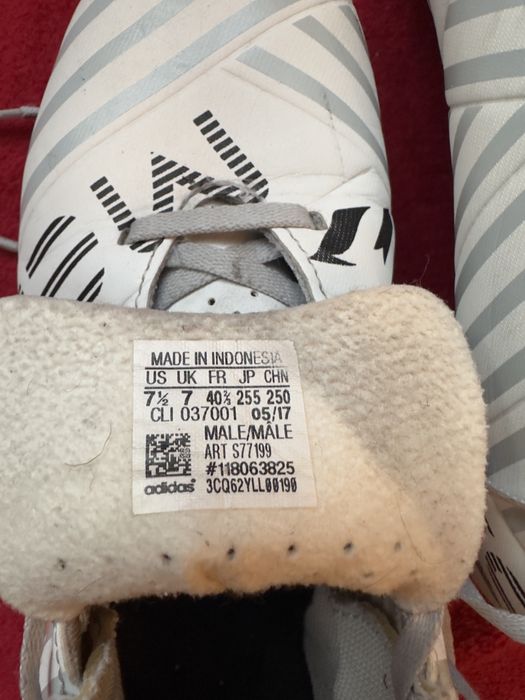 MADE IN INDONESIA
US UK FR JP CHN
7½ 7 40⅔ 255 250
CLI 037001 05/17
MALE/MÂLE
ART S77199
#118063825
adidas 3CQ62YLL00190